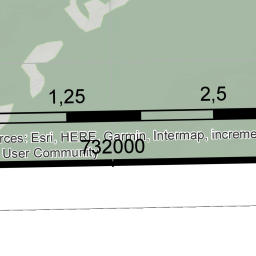 1,25 2,5
rces: Esri, HERE, Garmin, Intermap, increme
User Community
732000